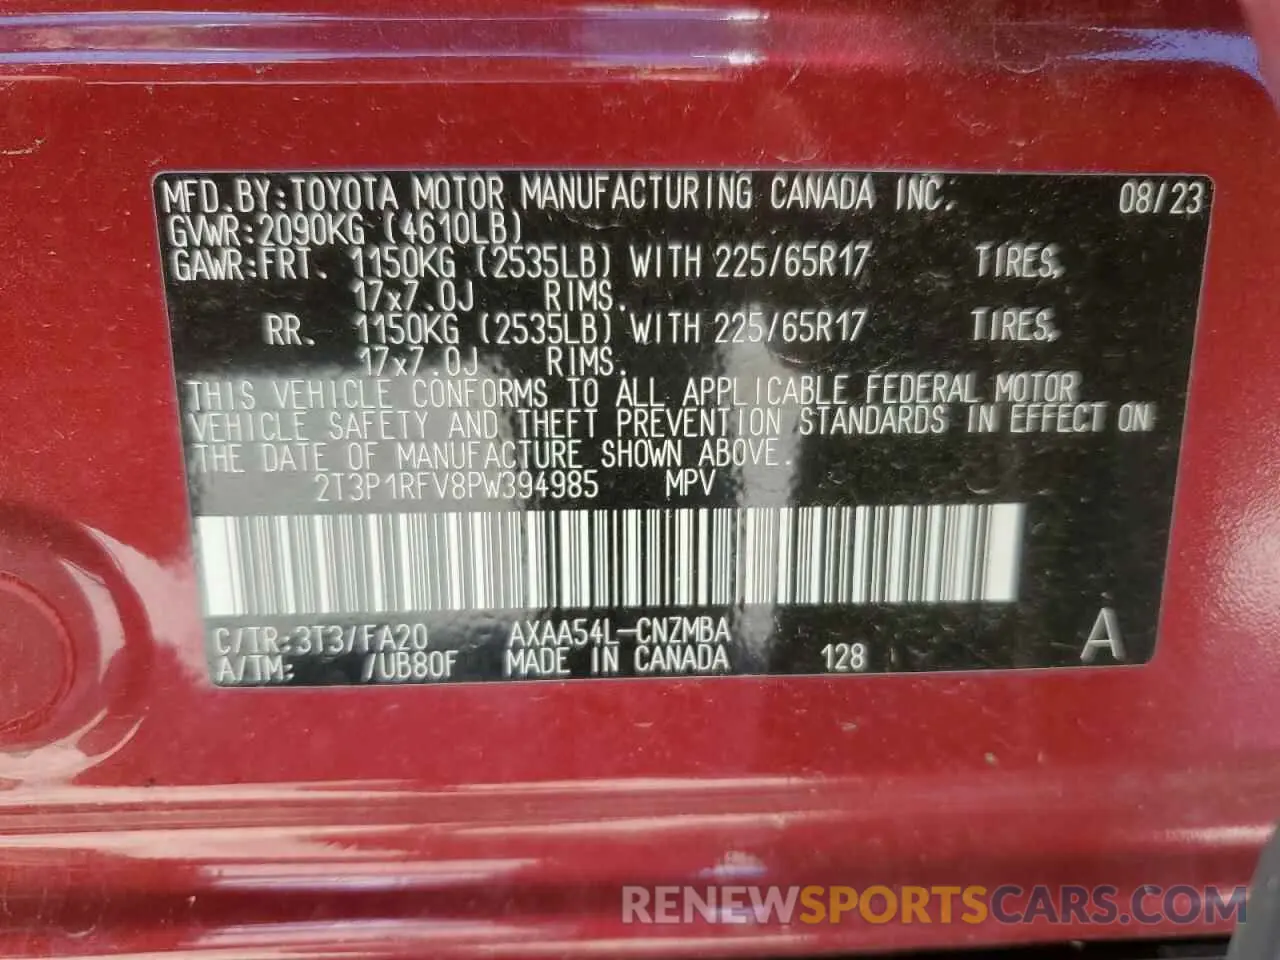 MFD.BY:TOYOTA MOTOR MANUFACTURING CANADA INC. 08/23
GVWR:2090KG (4610LB)
GAWR:FRT. 1150KG (2535LB) WITH 225/65R17 TIRES,
17x7.0J RIMS.
RR. 1150KG (2535LB) WITH 225/65R17 TIRES,
17x7.0J RIMS.
THIS VEHICLE CONFORMS TO ALL APPLICABLE FEDERAL MOTOR
VEHICLE SAFETY AND THEFT PREVENTION STANDARDS IN EFFECT ON
THE DATE OF MANUFACTURE SHOWN ABOVE.
2T3P1RFV8PW394985 MPV
C/TR:3T3/FA20 AXAA54L-CNZMBA
A/TM: /UB80F MADE IN CANADA 128 A
RENEWSPORTSCARS.COM